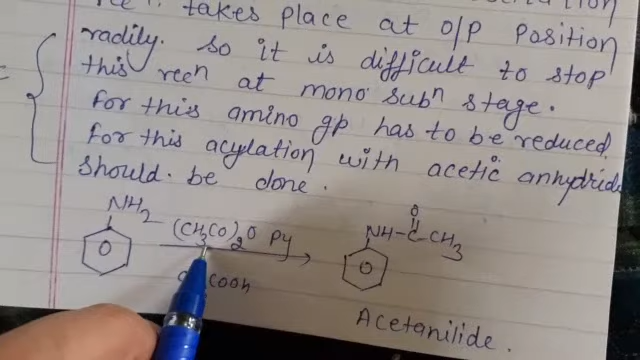 takes place at o/p position
radily. so it is difficult to stop
this reen at mono subn stage.
For this amino gp has to be reduced.
For this acylation with acetic anhydride
should be done.
NH2
(CH3CO)2O Py
COOH
O
NH-C-CH3
Acetanilide.